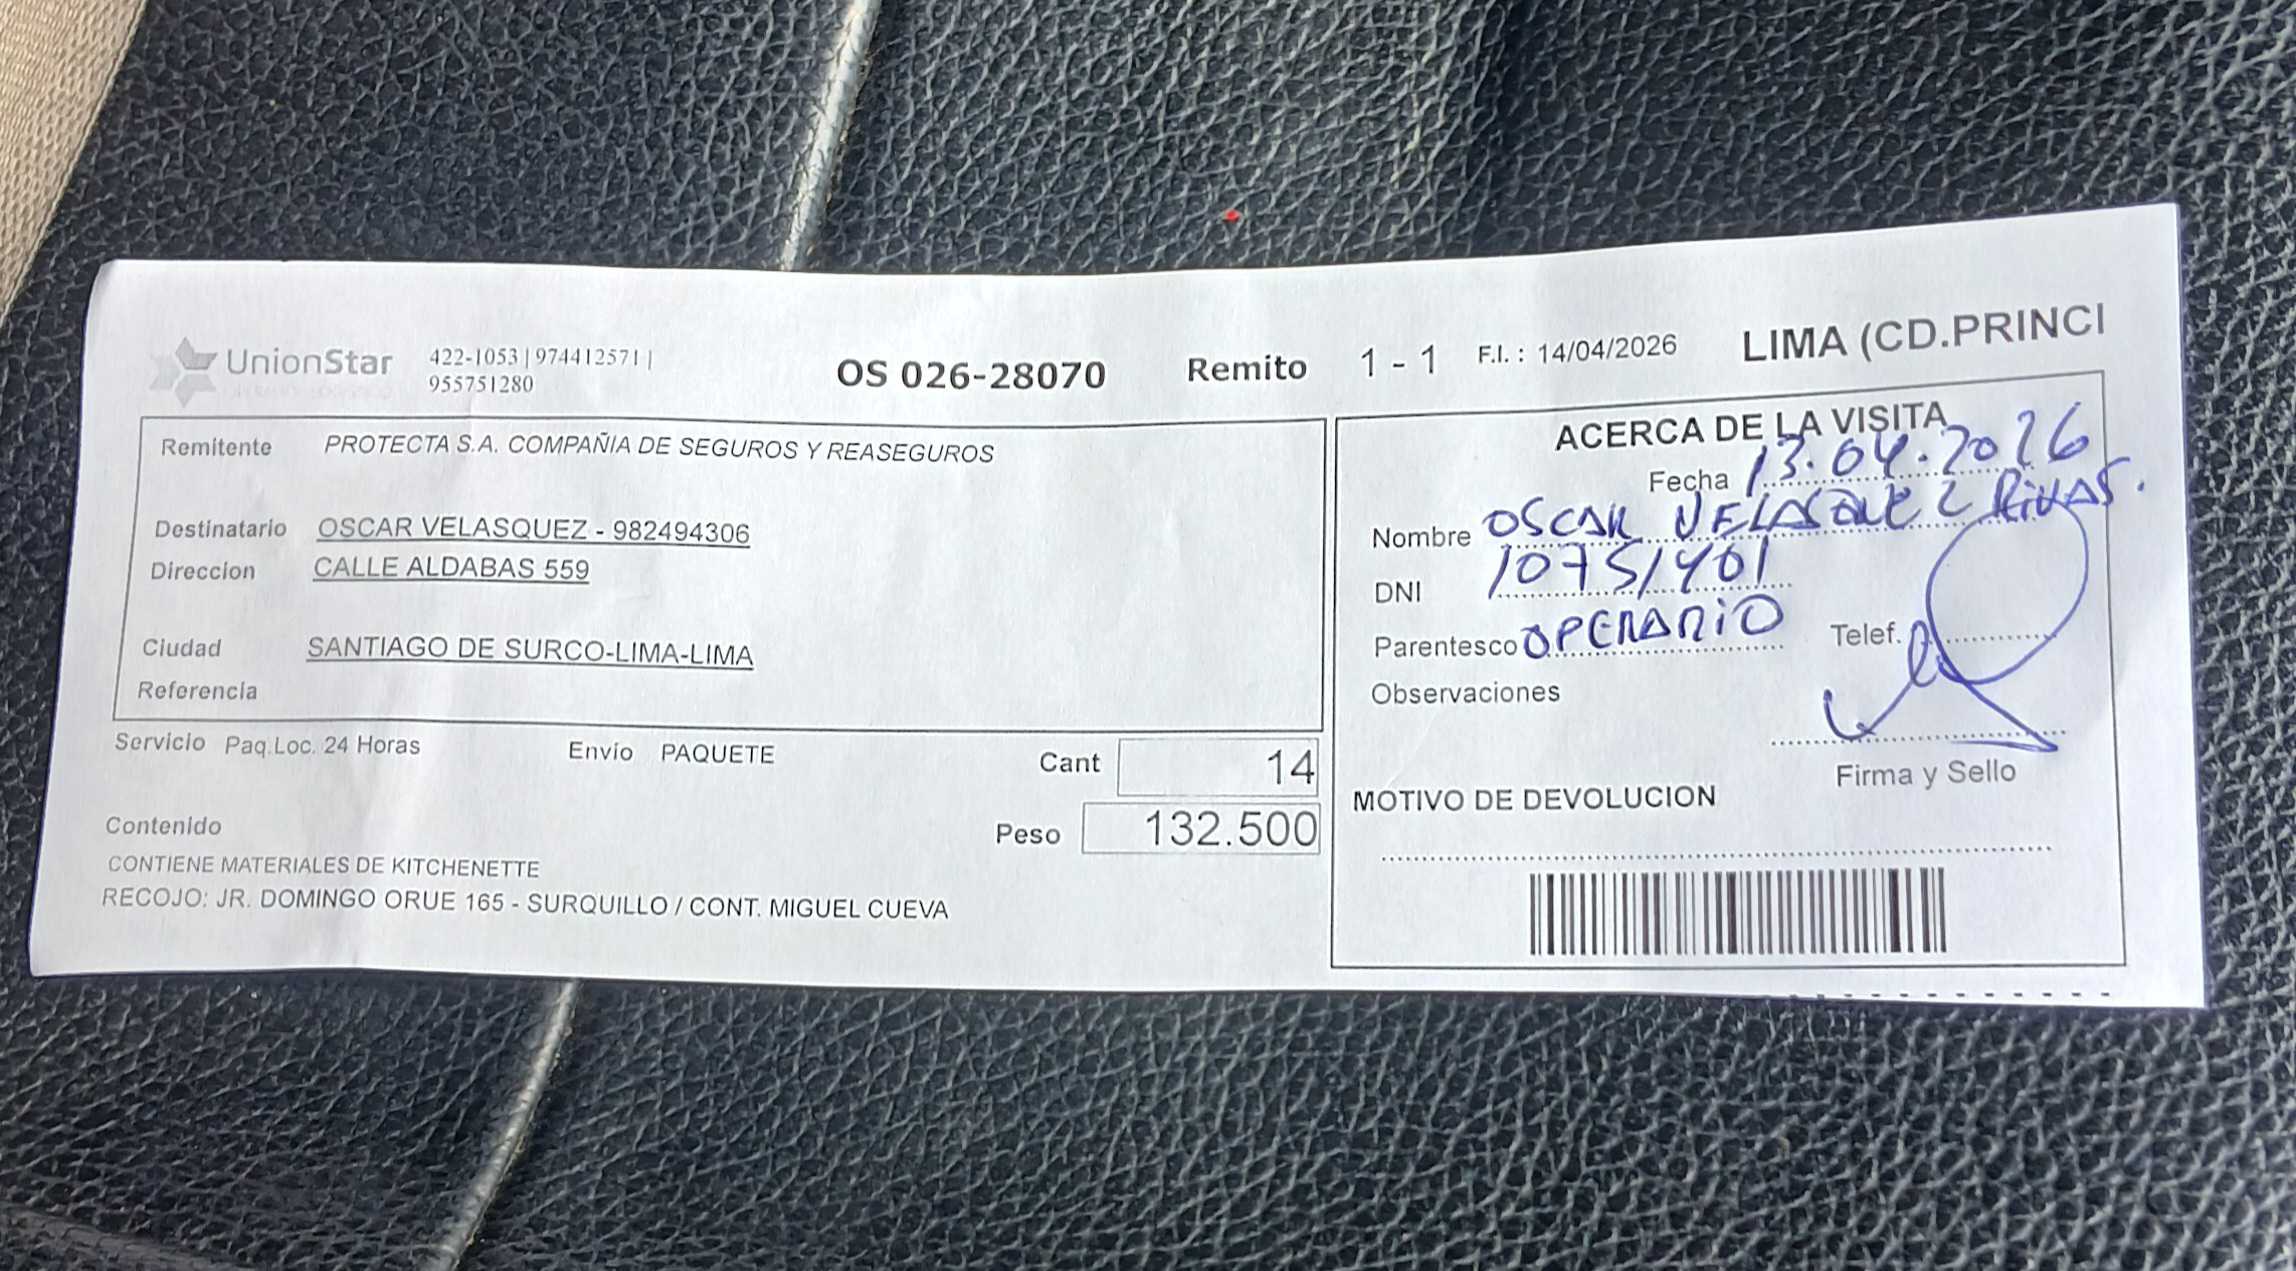 UnionStar
422-1053 | 974412571 |
955751280
OS 026-28070 Remito 1 - 1 F.I. : 14/04/2026 LIMA (CD.PRINCI
Remitente PROTECTA S.A. COMPAÑIA DE SEGUROS Y REASEGUROS
Destinatario OSCAR VELASQUEZ - 982494306
Direccion CALLE ALDABAS 559
Ciudad SANTIAGO DE SURCO-LIMA-LIMA
Referencia
Servicio Paq.Loc. 24 Horas Envio PAQUETE Cant 14
Peso 132.500
Contenido
CONTIENE MATERIALES DE KITCHENETTE
RECOJO: JR. DOMINGO ORUE 165 - SURQUILLO / CONT. MIGUEL CUEVA
ACERCA DE LA VISITA
Fecha 13.04.2026
Nombre OSCAR VELASQUEZ RIVAS.
DNI 10751401
Parentesco OPERARIO Telef.
Observaciones
Firma y Sello
MOTIVO DE DEVOLUCION